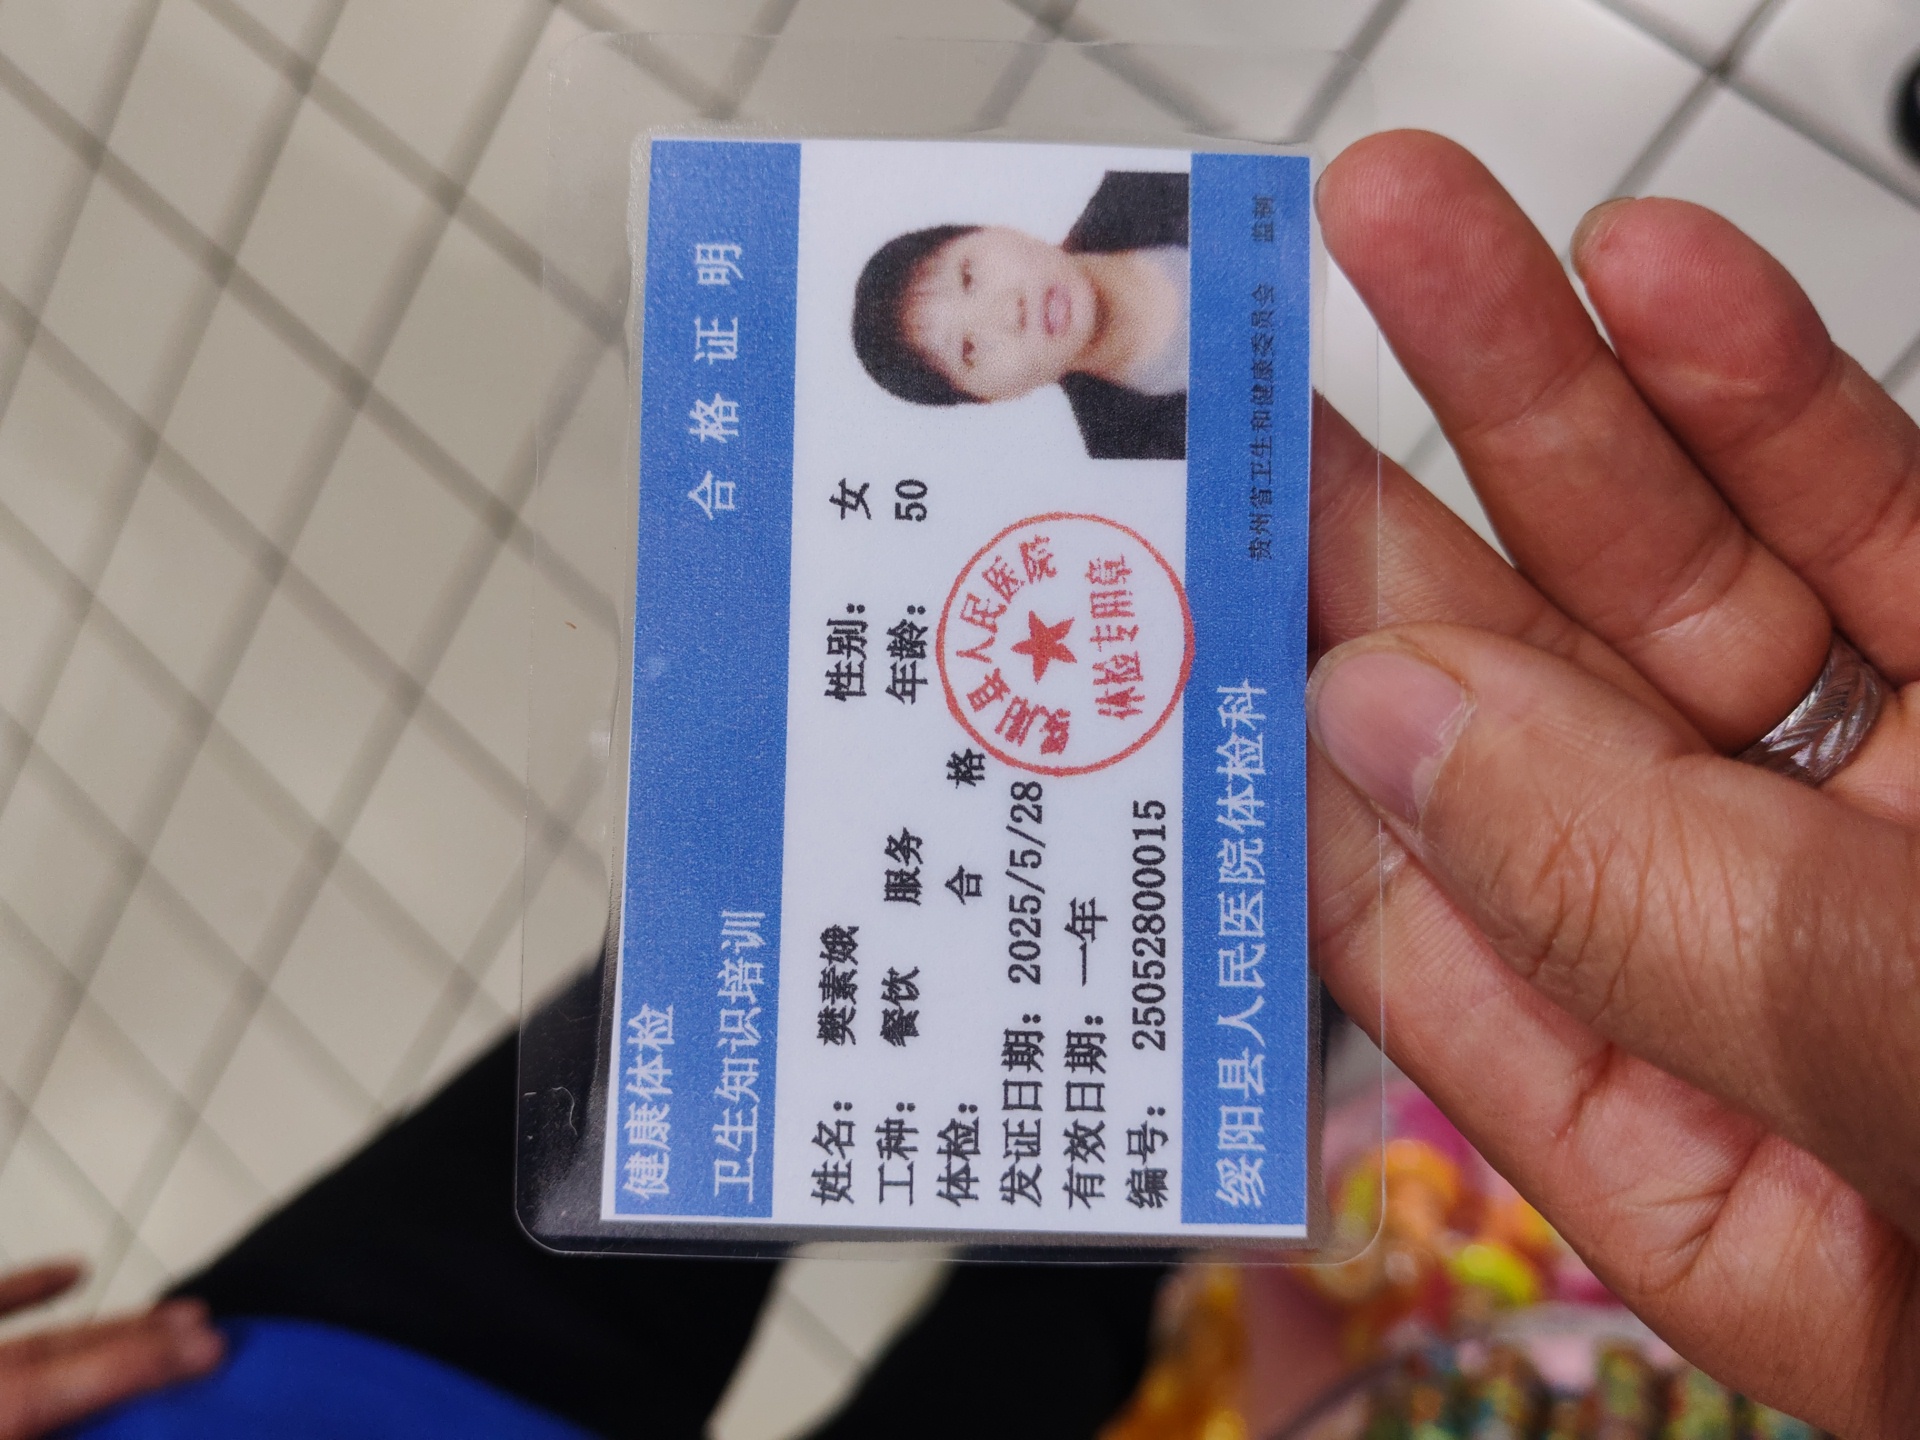 健康体检
卫生知识培训 合格证明
姓名： 樊素娥 性别： 女
工种： 餐饮 服务 年龄： 50
体检： 合 格
发证日期： 2025/5/28
有效日期： 一年
编号： 250528000015
绥阳县人民医院
体检专用章
绥阳县人民医院体检科
贵州省卫生和健康委员会 监制